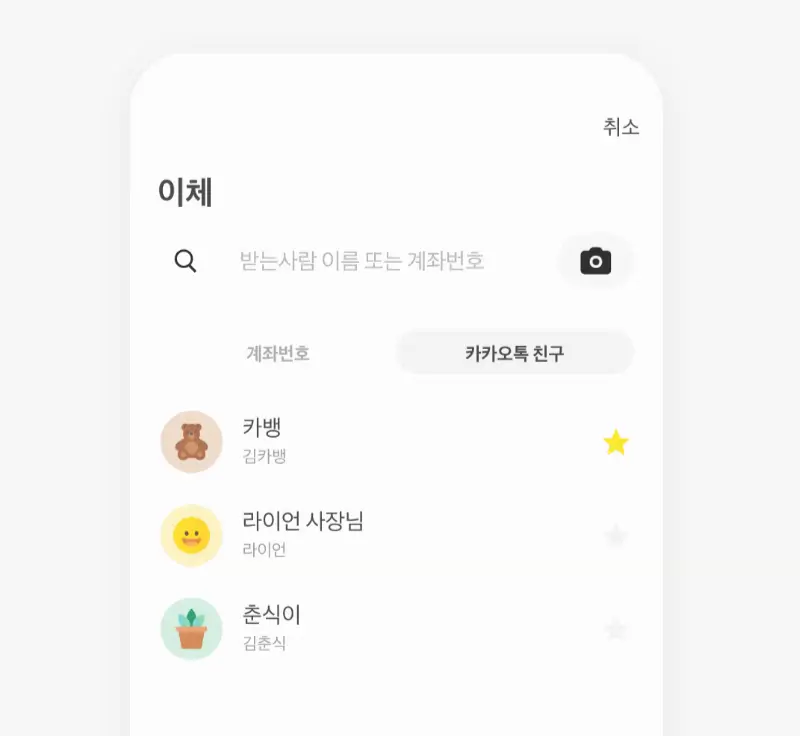 취소
이체
받는사람 이름 또는 계좌번호
계좌번호 카카오톡 친구
카뱅
김카뱅
라이언 사장님
라이언
춘식이
김춘식